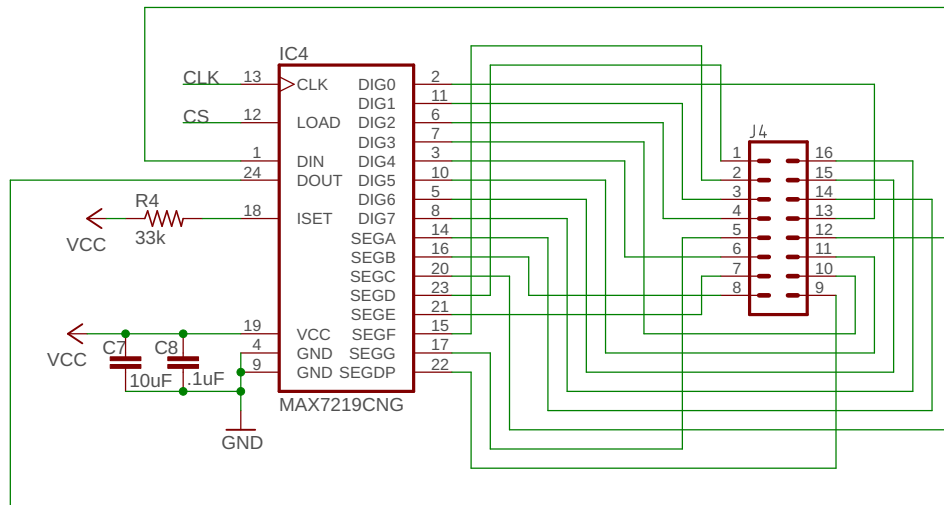 IC4
CLK 13 CLK DIG0 2
DIG1 11
CS 12 LOAD DIG2 6
DIG3 7
1 DIN DIG4 3
24 DOUT DIG5 10
DIG6 5
R4 18 ISET DIG7 8
VCC 33k SEGA 14
SEGB 16
SEGC 20
SEGD 23
SEGE 21
19 VCC SEGF 15
VCC C7 C8 4 GND SEGG 17
10uF .1uF 9 GND SEGDP 22
MAX7219CNG
GND
J4
1 16
2 15
3 14
4 13
5 12
6 11
7 10
8 9